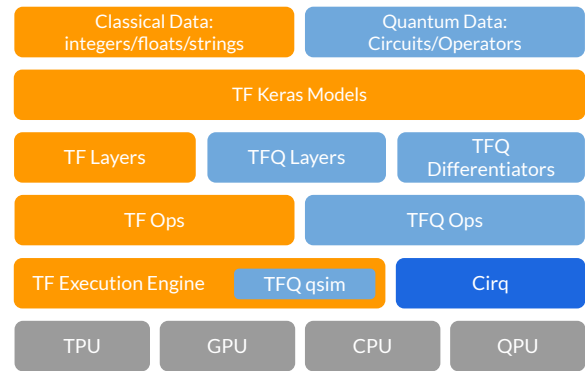 Classical Data:
integers/floats/strings
Quantum Data:
Circuits/Operators
TF Keras Models
TF Layers
TFQ Layers
TFQ
Differentiators
TF Ops
TFQ Ops
TF Execution Engine
TFQ qsim
Cirq
TPU
GPU
CPU
QPU